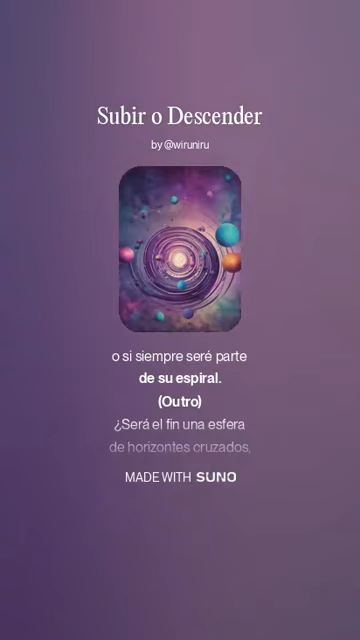 Subir o Descender
by @wiruniru
o si siempre seré parte
de su espiral.
(Outro)
¿Será el fin una esfera
de horizontes cruzados,
MADE WITH SUNO